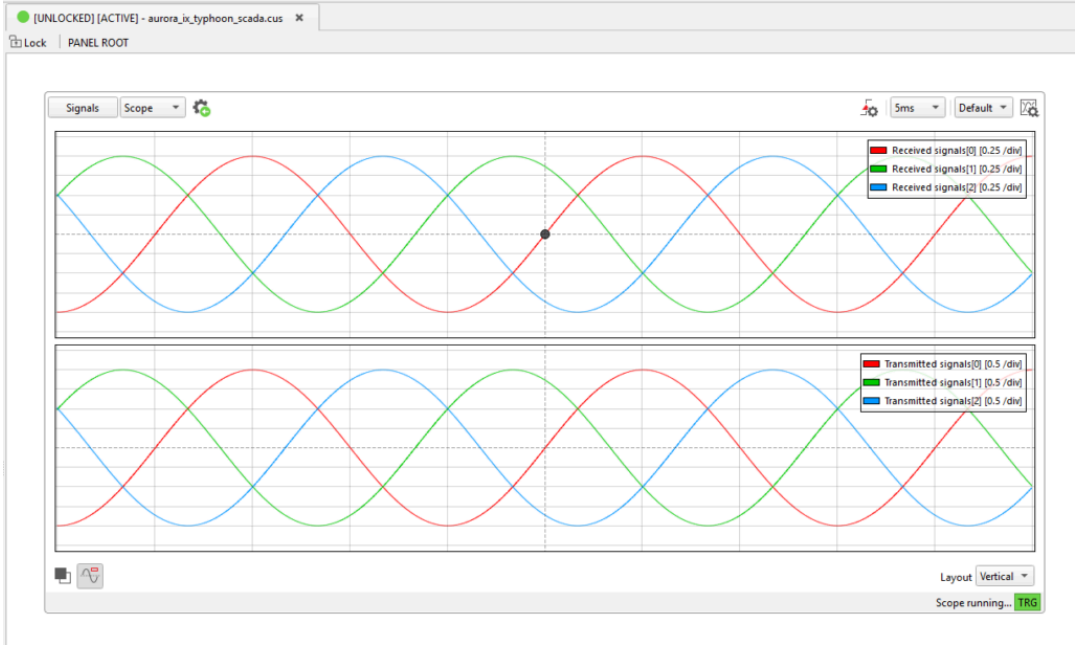 [UNLOCKED] [ACTIVE] - aurora_ix_typhoon_scada.cus
Lock PANEL ROOT
Signals Scope 5ms Default
Received signals[0] [0.25 /div]
Received signals[1] [0.25 /div]
Received signals[2] [0.25 /div]
Transmitted signals[0] [0.5 /div]
Transmitted signals[1] [0.5 /div]
Transmitted signals[2] [0.5 /div]
Layout Vertical
Scope running... TRG